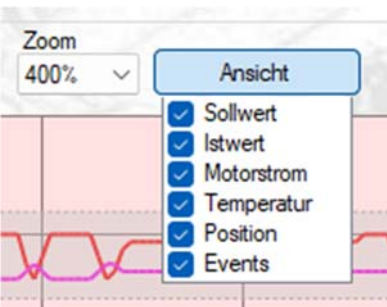 Zoom
400%
Ansicht
Sollwert
Istwert
Motorstrom
Temperatur
Position
Events